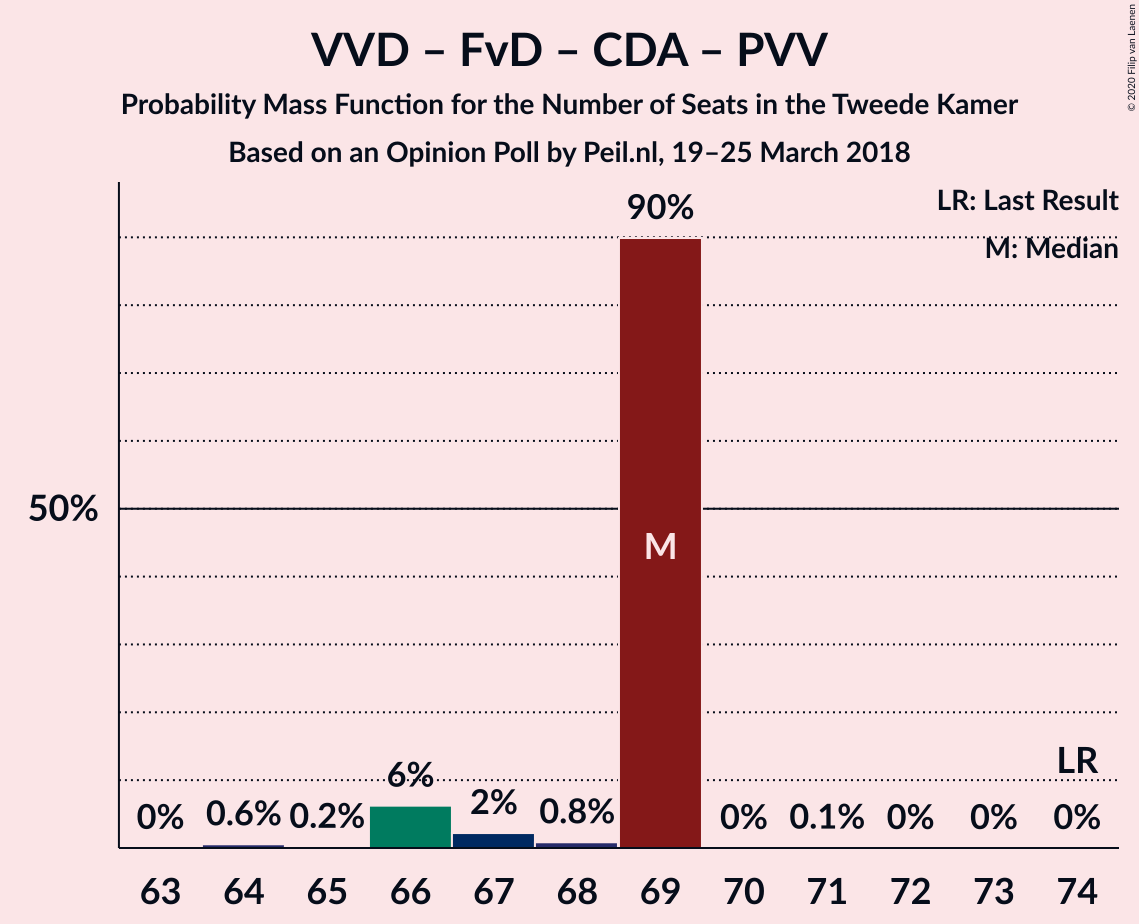 VVD – FvD – CDA – PVV
Probability Mass Function for the Number of Seats in the Tweede Kamer
Based on an Opinion Poll by Peil.nl, 19–25 March 2018
© 2020 Filip van Laenen
LR: Last Result
M: Median
90%
50%
M
LR
0% 0.6% 0.2% 6% 2% 0.8% 0% 0.1% 0% 0% 0%
63 64 65 66 67 68 69 70 71 72 73 74